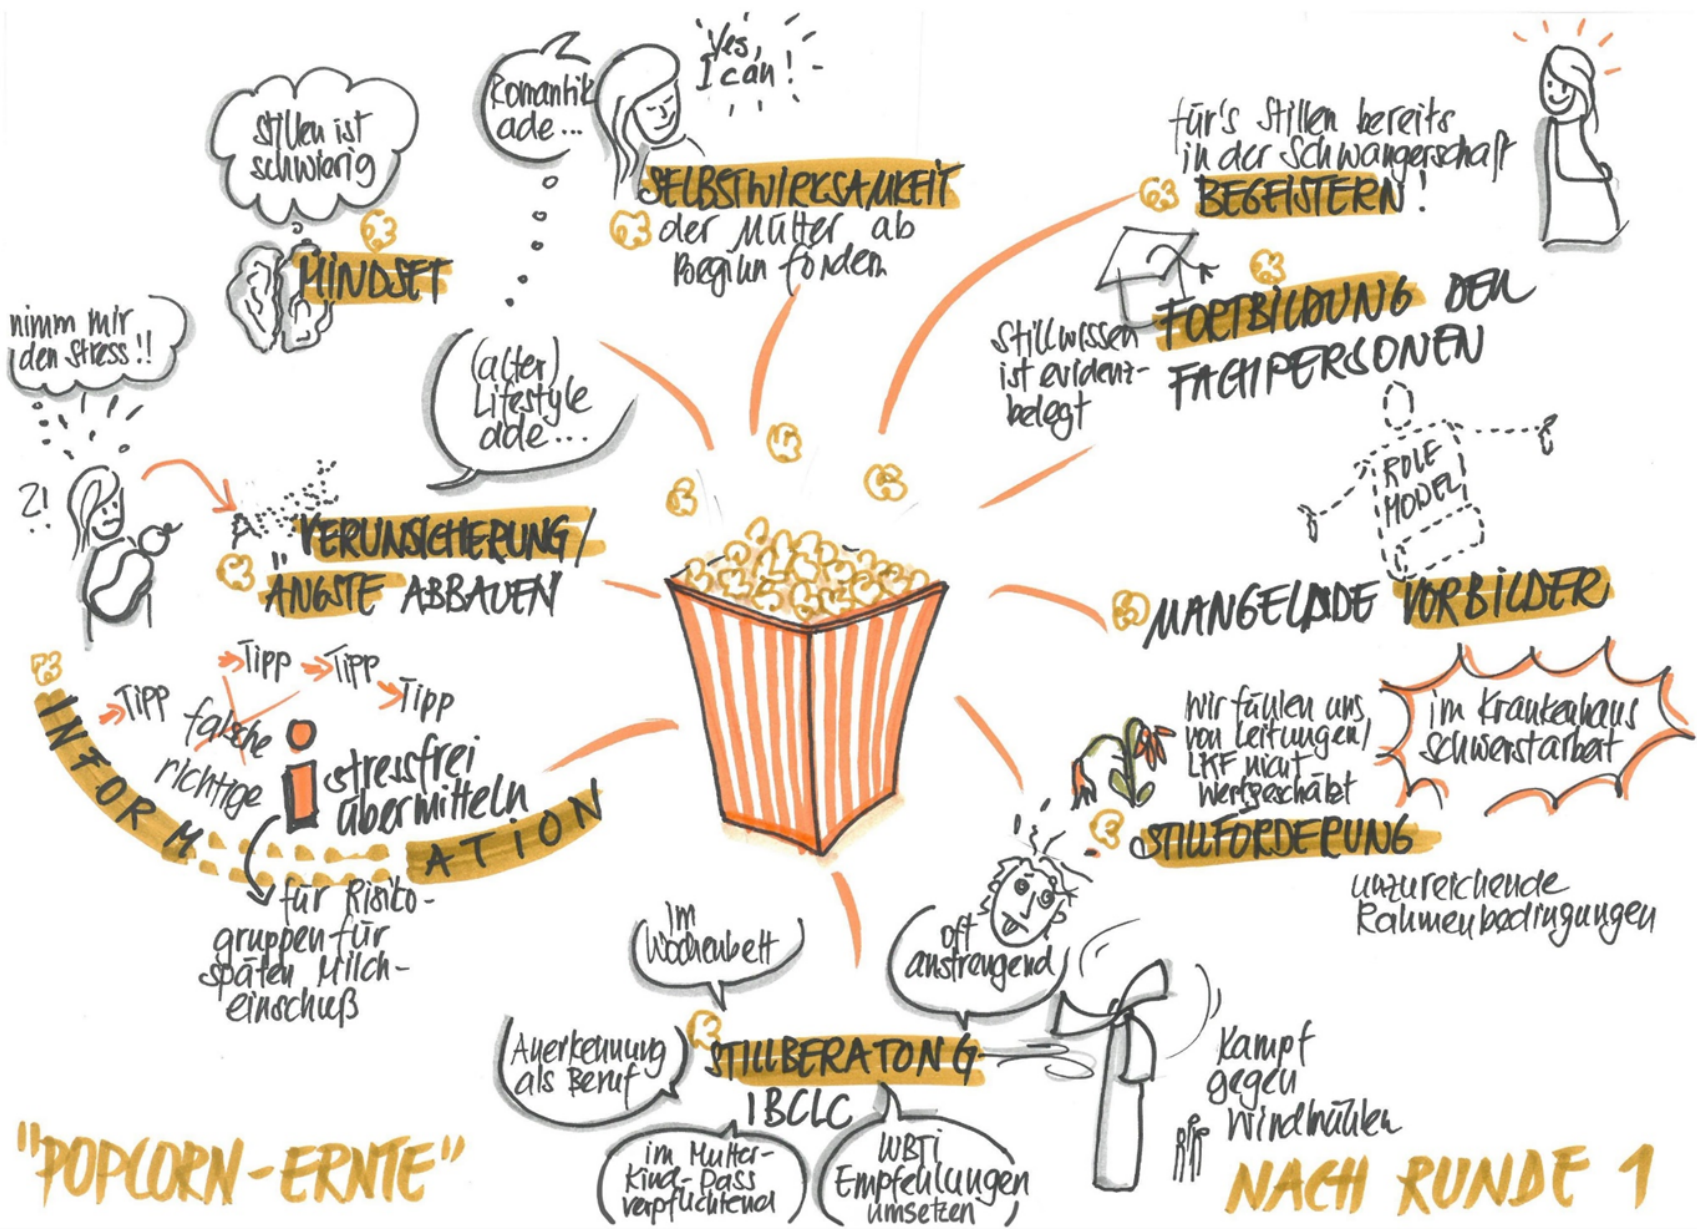 stillen ist
schwierig
MINDSET
Romantik
ade...
Yes,
I can!
SELBSTWIRKSAMKEIT
der Mütter ab
Beginn fördern
für's Stillen bereits
in der Schwangerschaft
BEGEISTERN!
FORTBILDUNG DER
FACHPERSONEN
Stillwissen
ist evidenz-
belegt
nimm mir
den Stress!!
(alter)
Lifestyle
ade...
?!
VERUNSICHERUNG/
ÄNGSTE ABBAUEN
ROLE
MODEL
MANGELNDE VORBILDER
Tipp
Tipp
Tipp
Tipp
falsche
richtige
stressfrei
übermitteln
INFORMATION
für Risiko-
gruppen für
späten Milch-
einschuß
Wir fühlen uns
von Leitungen/
LKF nicht
wertgeschätzt
im Krankenhaus
Schwerstarbeit
STILLFÖRDERUNG
unzureichende
Rahmenbedingungen
im
Wochenbett
oft
anstrengend
Anerkennung
als Beruf
STILLBERATUNG
IBCLC
im Mutter-
Kind-Pass
verpflichtend
WBTi
Empfehlungen
umsetzen
Kampf
gegen
Windmühlen
"POPCORN-ERNTE"
NACH RUNDE 1